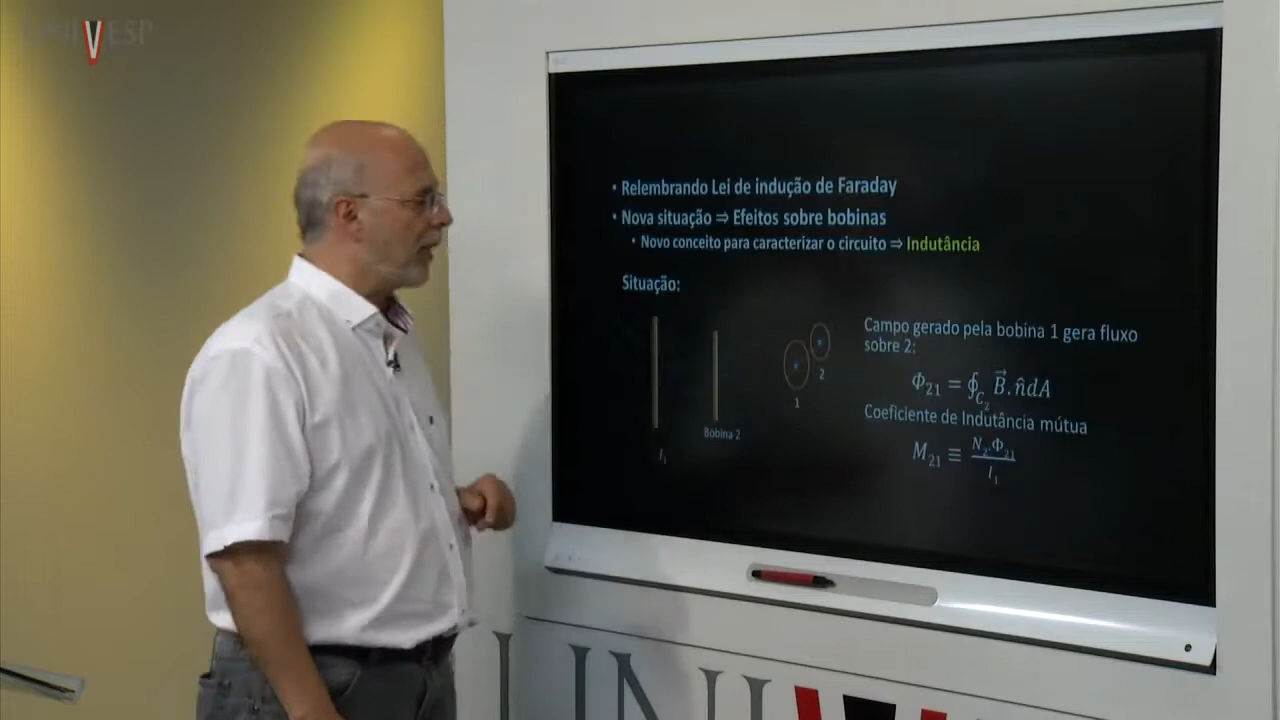 UNIVESP
• Relembrando Lei de indução de Faraday
• Nova situação ⇒ Efeitos sobre bobinas
• Novo conceito para caracterizar o circuito ⇒ Indutância
Situação:
Campo gerado pela bobina 1 gera fluxo
sobre 2:
2
Φ₂₁ = ∮_C₂ B⃗.n̂dA
1
Coeficiente de Indutância mútua
Bobina 2
I₁
M₂₁ ≡ N₂.Φ₂₁ / I₁
UNIV